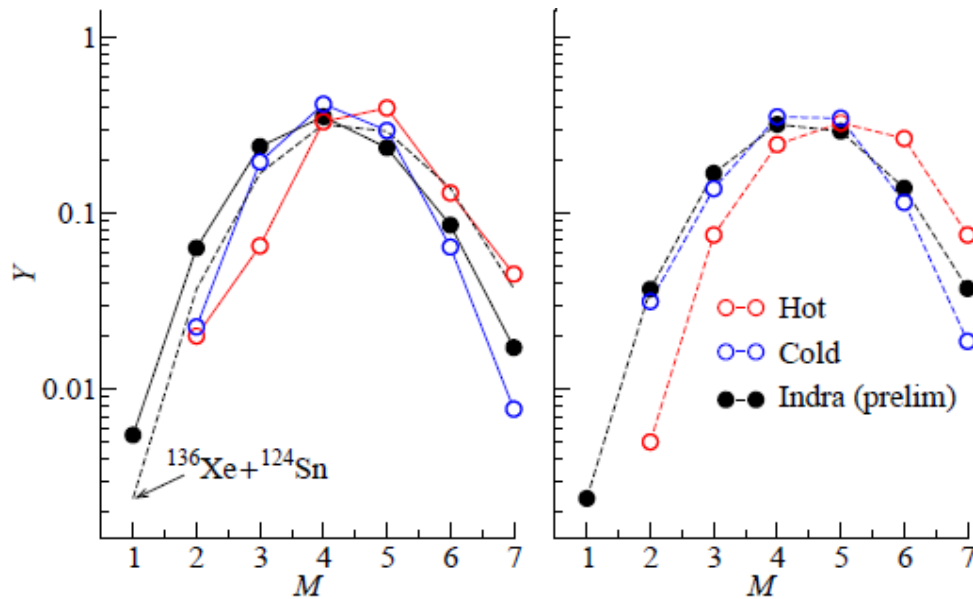 1
0.1
0.01
Y
136Xe+124Sn
1 2 3 4 5 6 7
M
Hot
Cold
Indra (prelim)
1 2 3 4 5 6 7
M